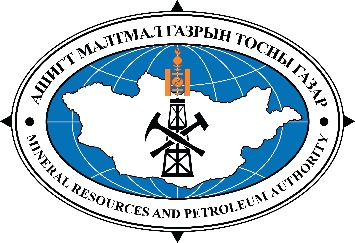 АШИГТ МАЛТМАЛ ГАЗРЫН ТОСНЫ ГАЗАР
MINERAL RESOURCES AND PETROLEUM AUTHORITY